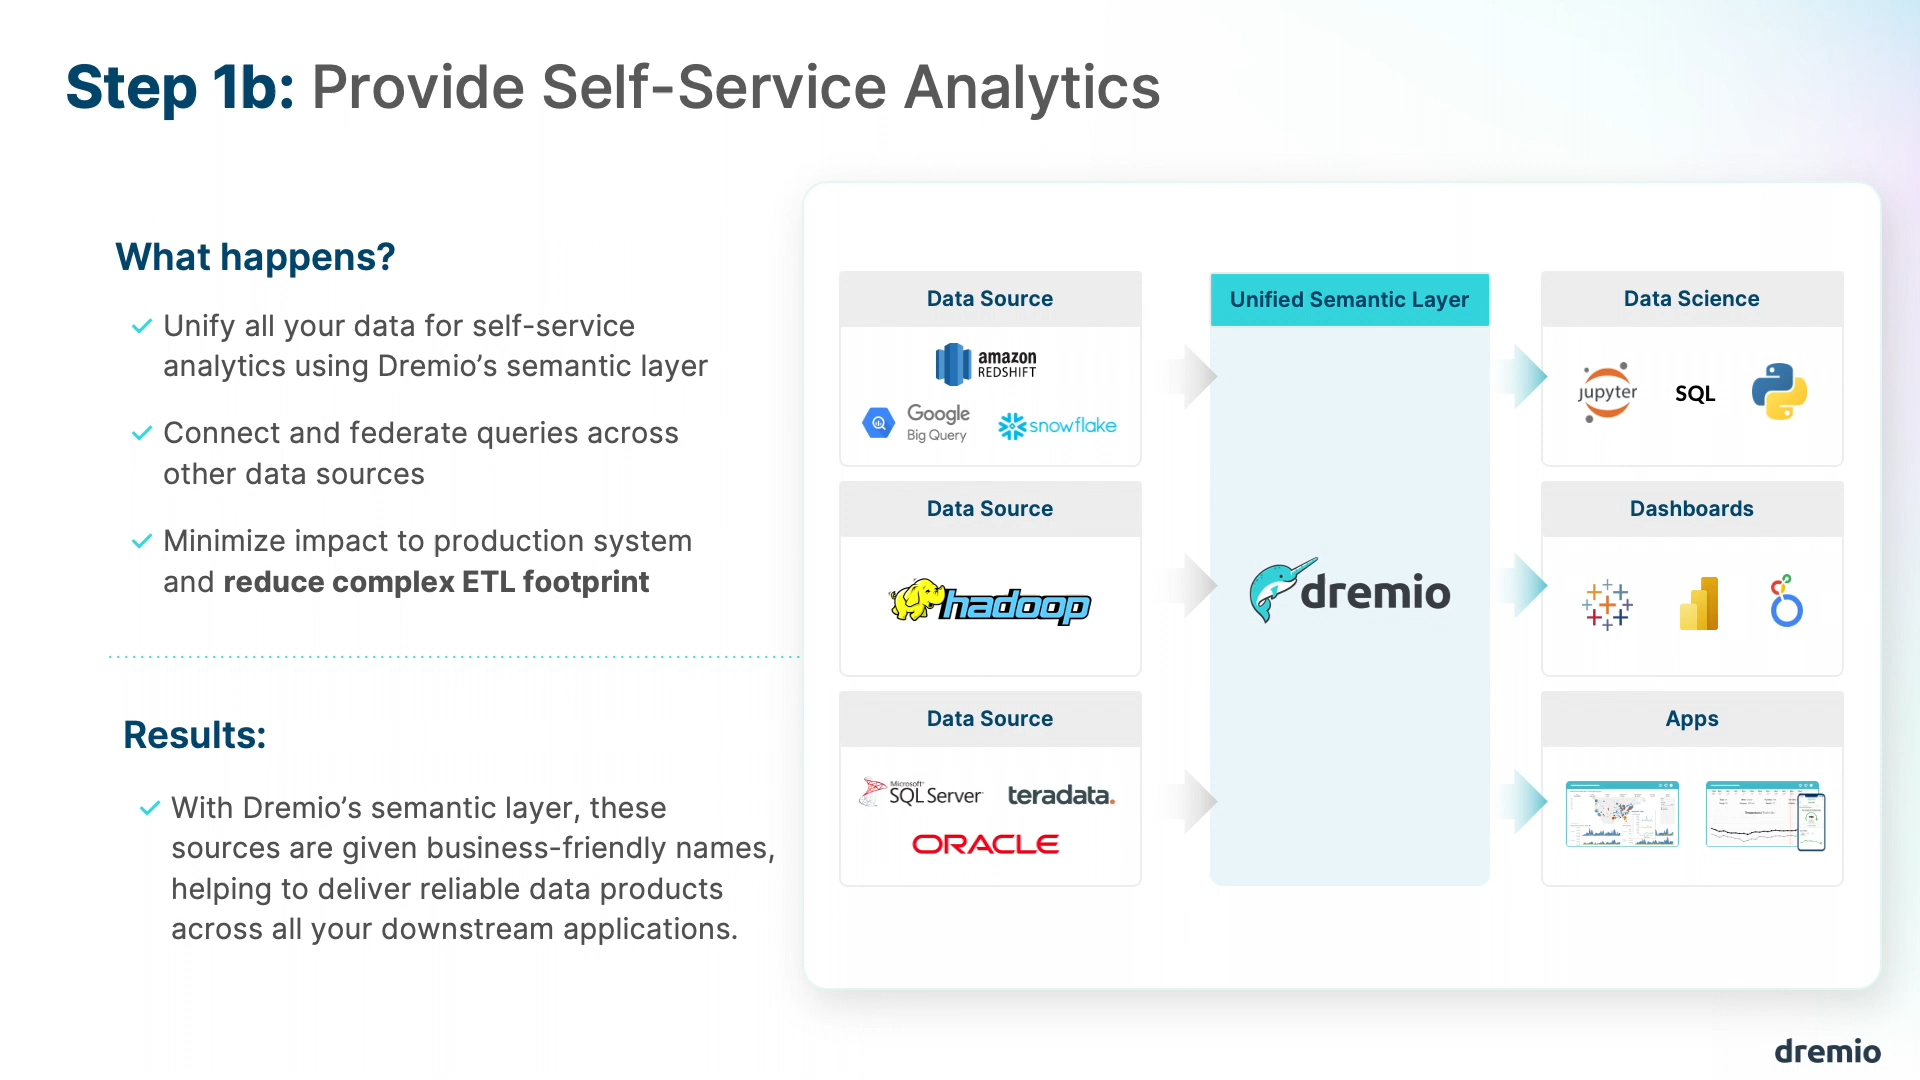 Step 1b: Provide Self-Service Analytics
What happens?
Unify all your data for self-service
analytics using Dremio’s semantic layer
Connect and federate queries across
other data sources
Minimize impact to production system
and reduce complex ETL footprint
Results:
With Dremio’s semantic layer, these
sources are given business-friendly names,
helping to deliver reliable data products
across all your downstream applications.
Data Source
amazon
REDSHIFT
Google
Big Query
snowflake
Data Source
hadoop
Data Source
Microsoft
SQL Server
teradata.
ORACLE
Unified Semantic Layer
dremio
Data Science
jupyter
SQL
Dashboards
Apps
dremio